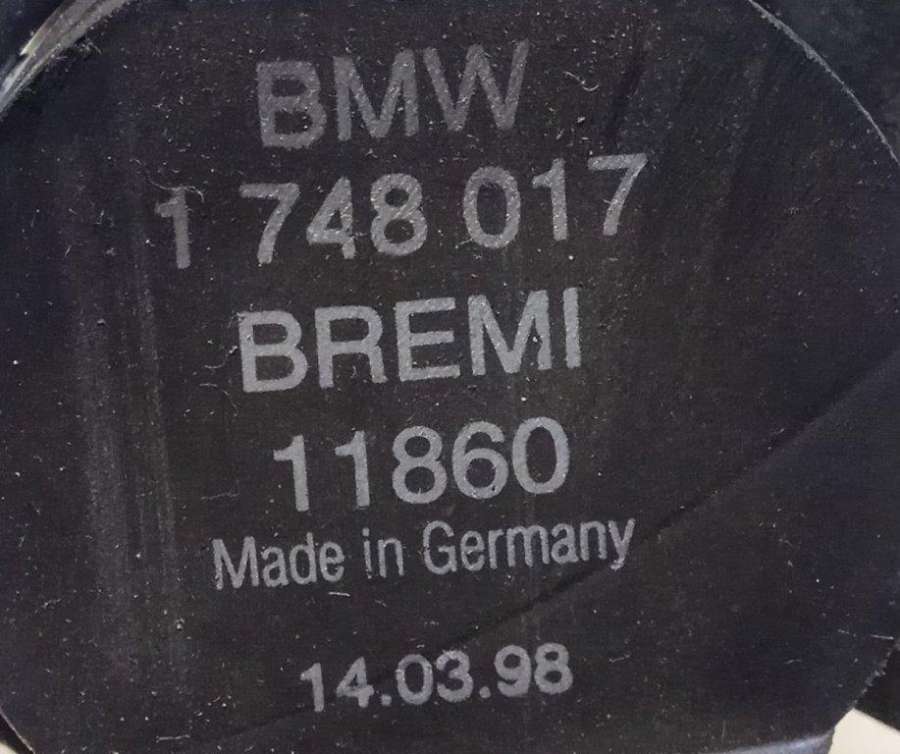 BMW
1 748 017
BREMI
11860
Made in Germany
14.03.98